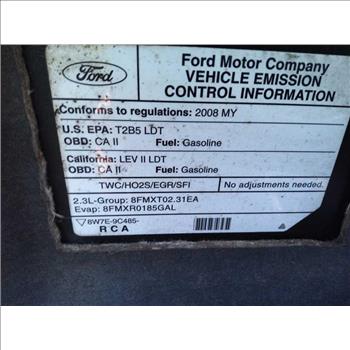 Ford
Ford Motor Company
VEHICLE EMISSION
CONTROL INFORMATION
Conforms to regulations: 2008 MY
U.S. EPA: T2B5 LDT
OBD: CA II Fuel: Gasoline
California: LEV II LDT
OBD: CA II Fuel: Gasoline
TWC/HO2S/EGR/SFI No adjustments needed.
2.3L-Group: 8FMXT02.31EA
Evap: 8FMXR0185GAL
8W7E-9C485-
R C A